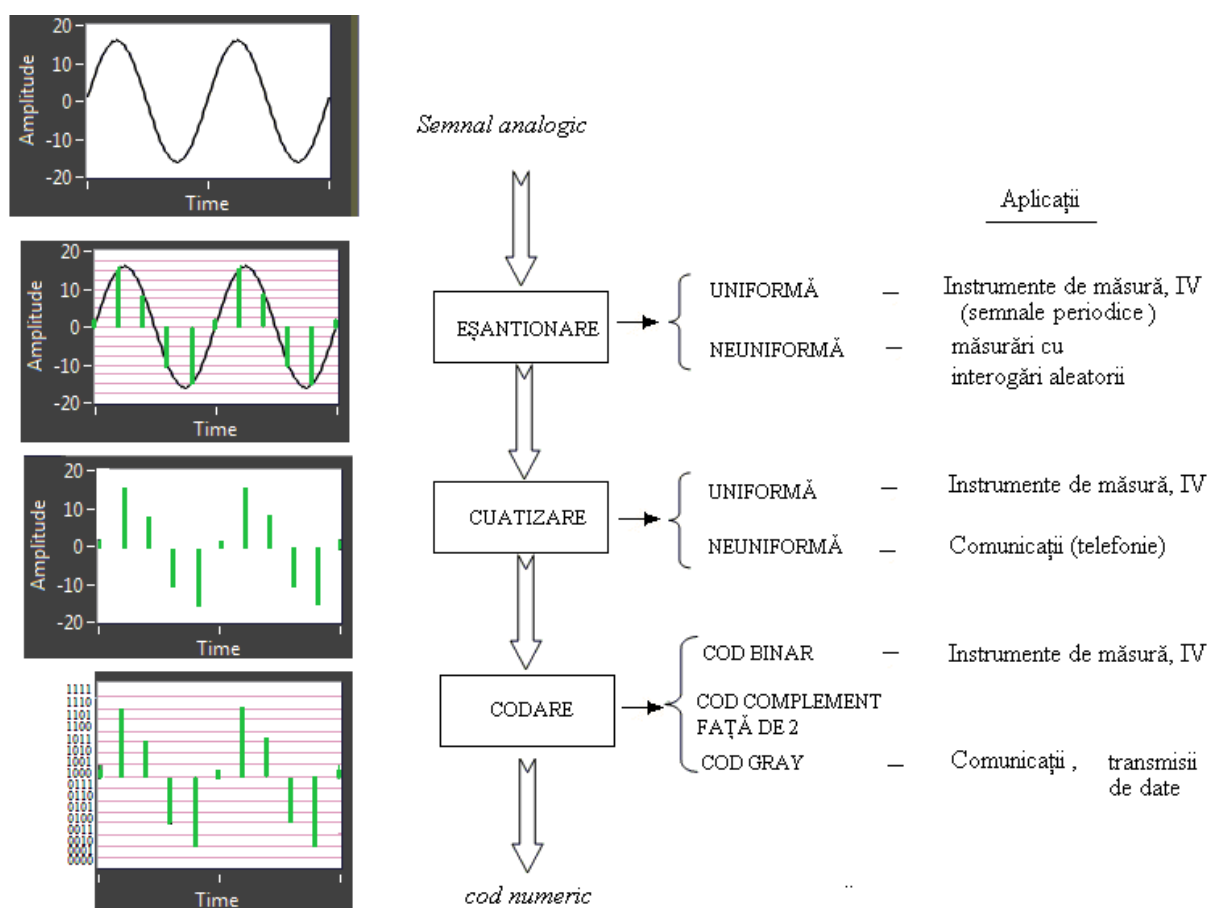 20
10
0
-10
-20
Amplitude
Time
20
10
0
-10
-20
Amplitude
Time
20
10
0
-10
-20
Amplitude
Time
1111
1110
1101
1100
1011
1010
1001
1000
0111
0110
0101
0100
0011
0010
0001
0000
Time
Semnal analogic
Aplicații
EȘANTIONARE
UNIFORMĂ – Instrumente de măsură, IV
(semnale periodice )
NEUNIFORMĂ – măsurări cu
interogări aleatorii
CUATIZARE
UNIFORMĂ – Instrumente de măsură, IV
NEUNIFORMĂ – Comunicații (telefonie)
CODARE
COD BINAR – Instrumente de măsură, IV
COD COMPLEMENT
FAȚĂ DE 2
COD GRAY – Comunicații , transmisii
de date
cod numeric
..